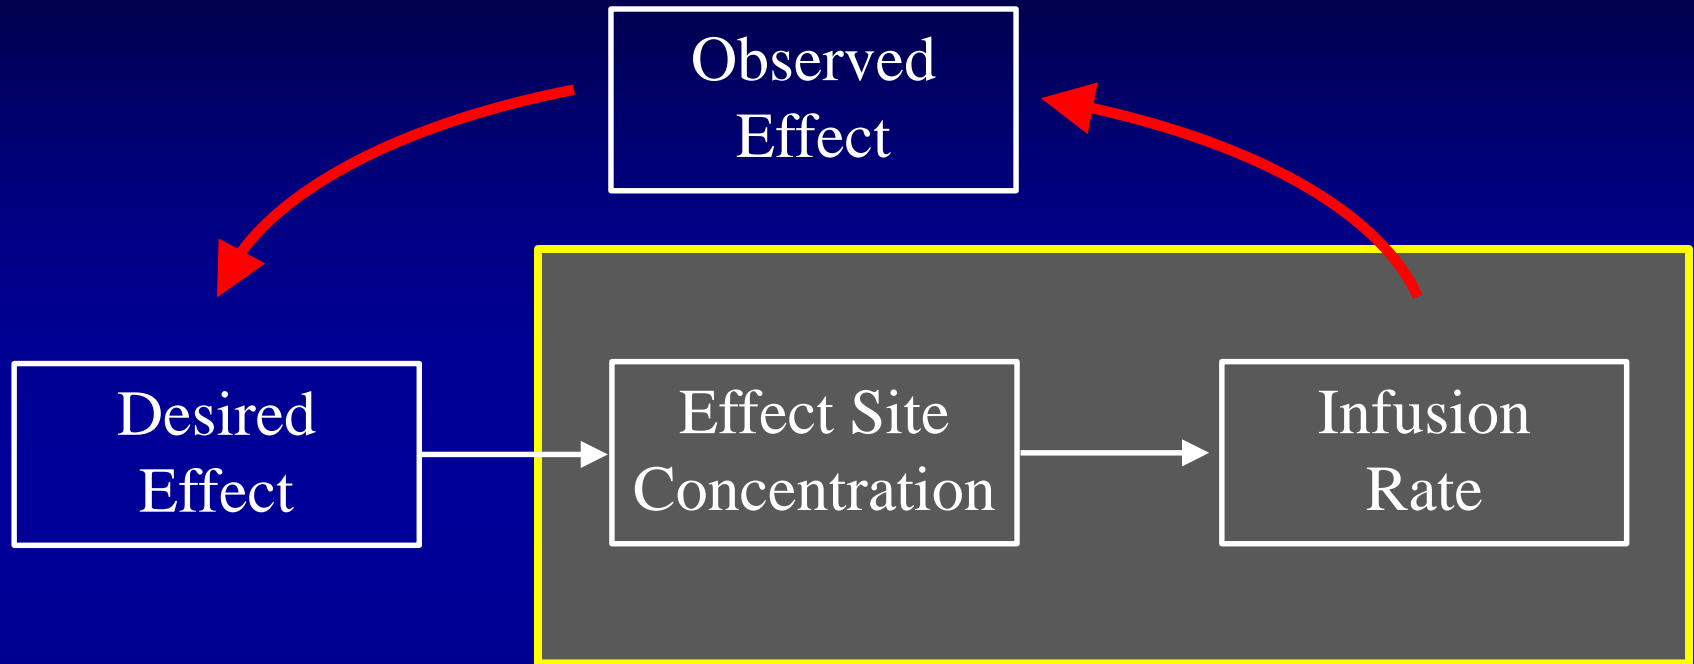 Observed
Effect
Desired
Effect
Effect Site
Concentration
Infusion
Rate